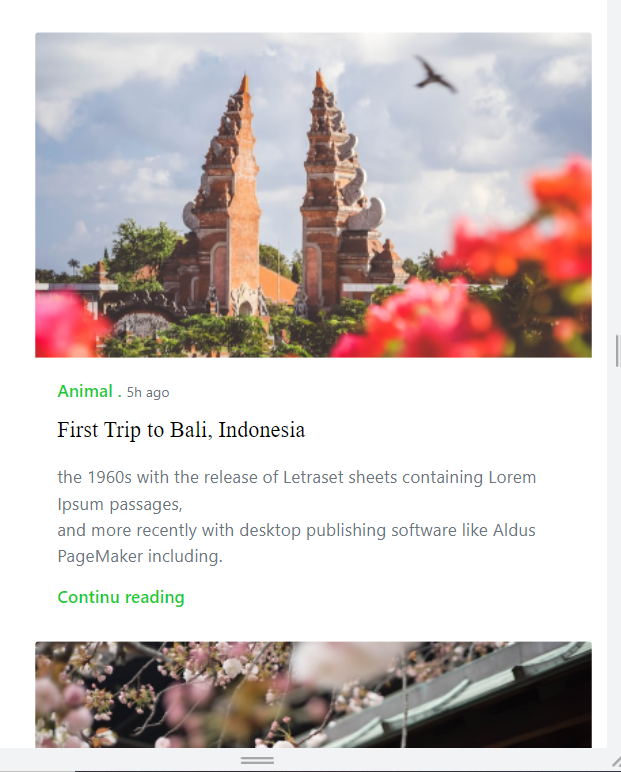 Animal . 5h ago
First Trip to Bali, Indonesia
the 1960s with the release of Letraset sheets containing Lorem
Ipsum passages,
and more recently with desktop publishing software like Aldus
PageMaker including.
Continu reading